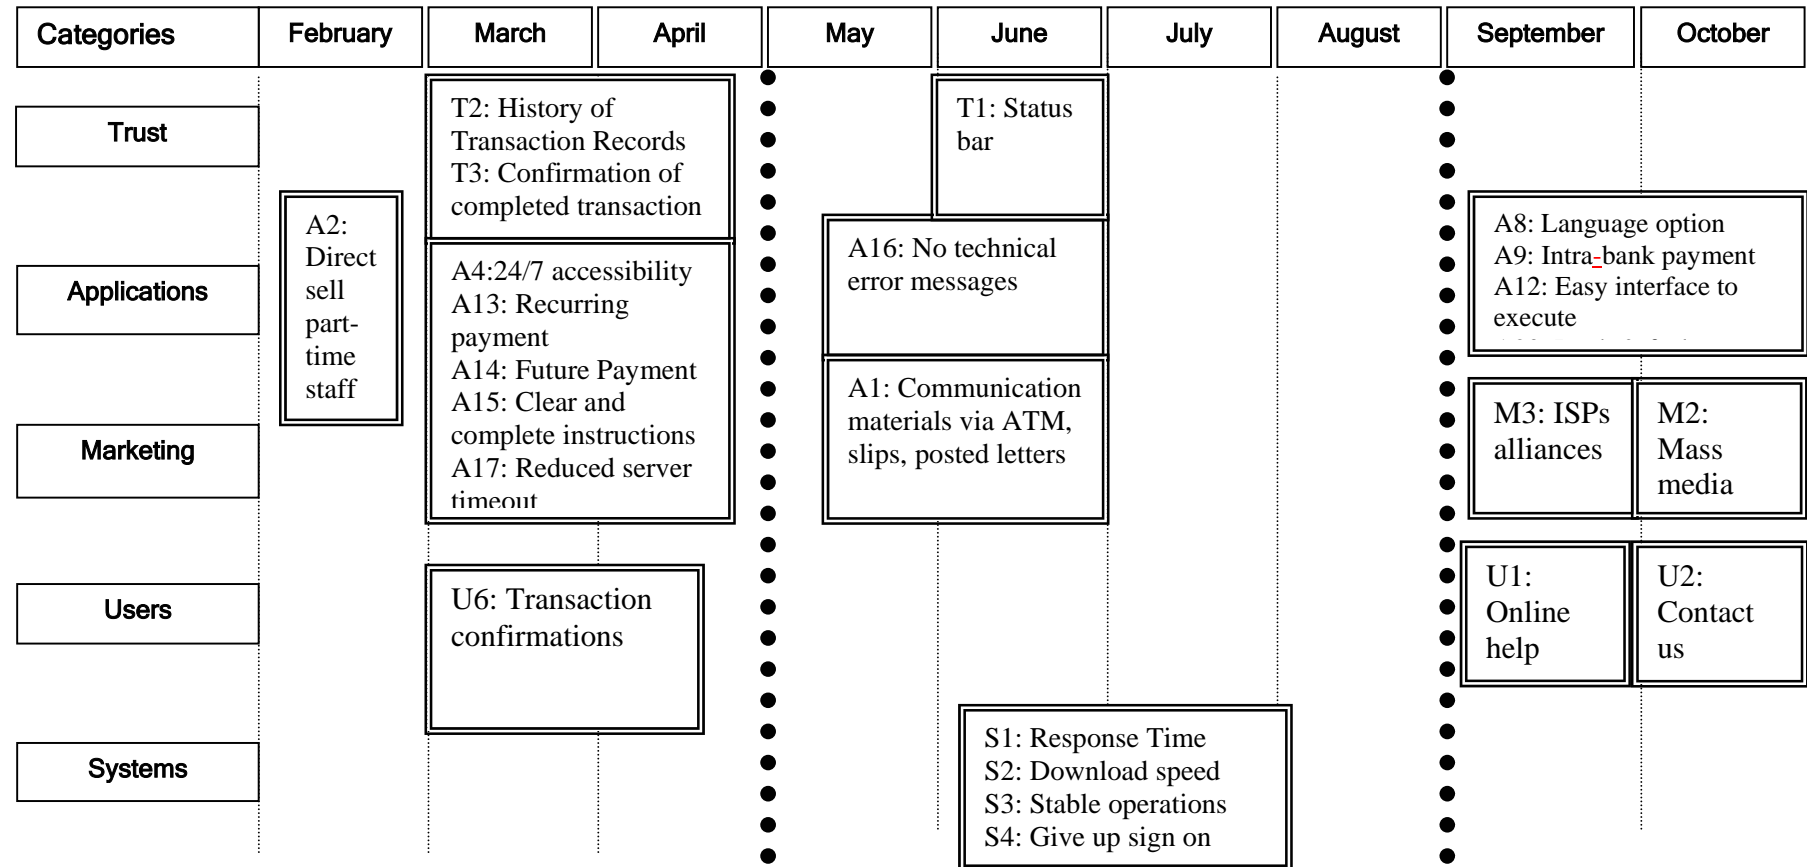 Categories
February
March
April
May
June
July
August
September
October
Trust
T2: History of
Transaction Records
T3: Confirmation of
completed transaction
T1: Status
bar
Applications
A2:
Direct
sell
part-
time
staff
A4:24/7 accessibility
A13: Recurring
payment
A14: Future Payment
A15: Clear and
complete instructions
A17: Reduced server
timeout
A16: No technical
error messages
A8: Language option
A9: Intra-bank payment
A12: Easy interface to
execute
Marketing
A1: Communication
materials via ATM,
slips, posted letters
M3: ISPs
alliances
M2:
Mass
media
Users
U6: Transaction
confirmations
U1:
Online
help
U2:
Contact
us
Systems
S1: Response Time
S2: Download speed
S3: Stable operations
S4: Give up sign on